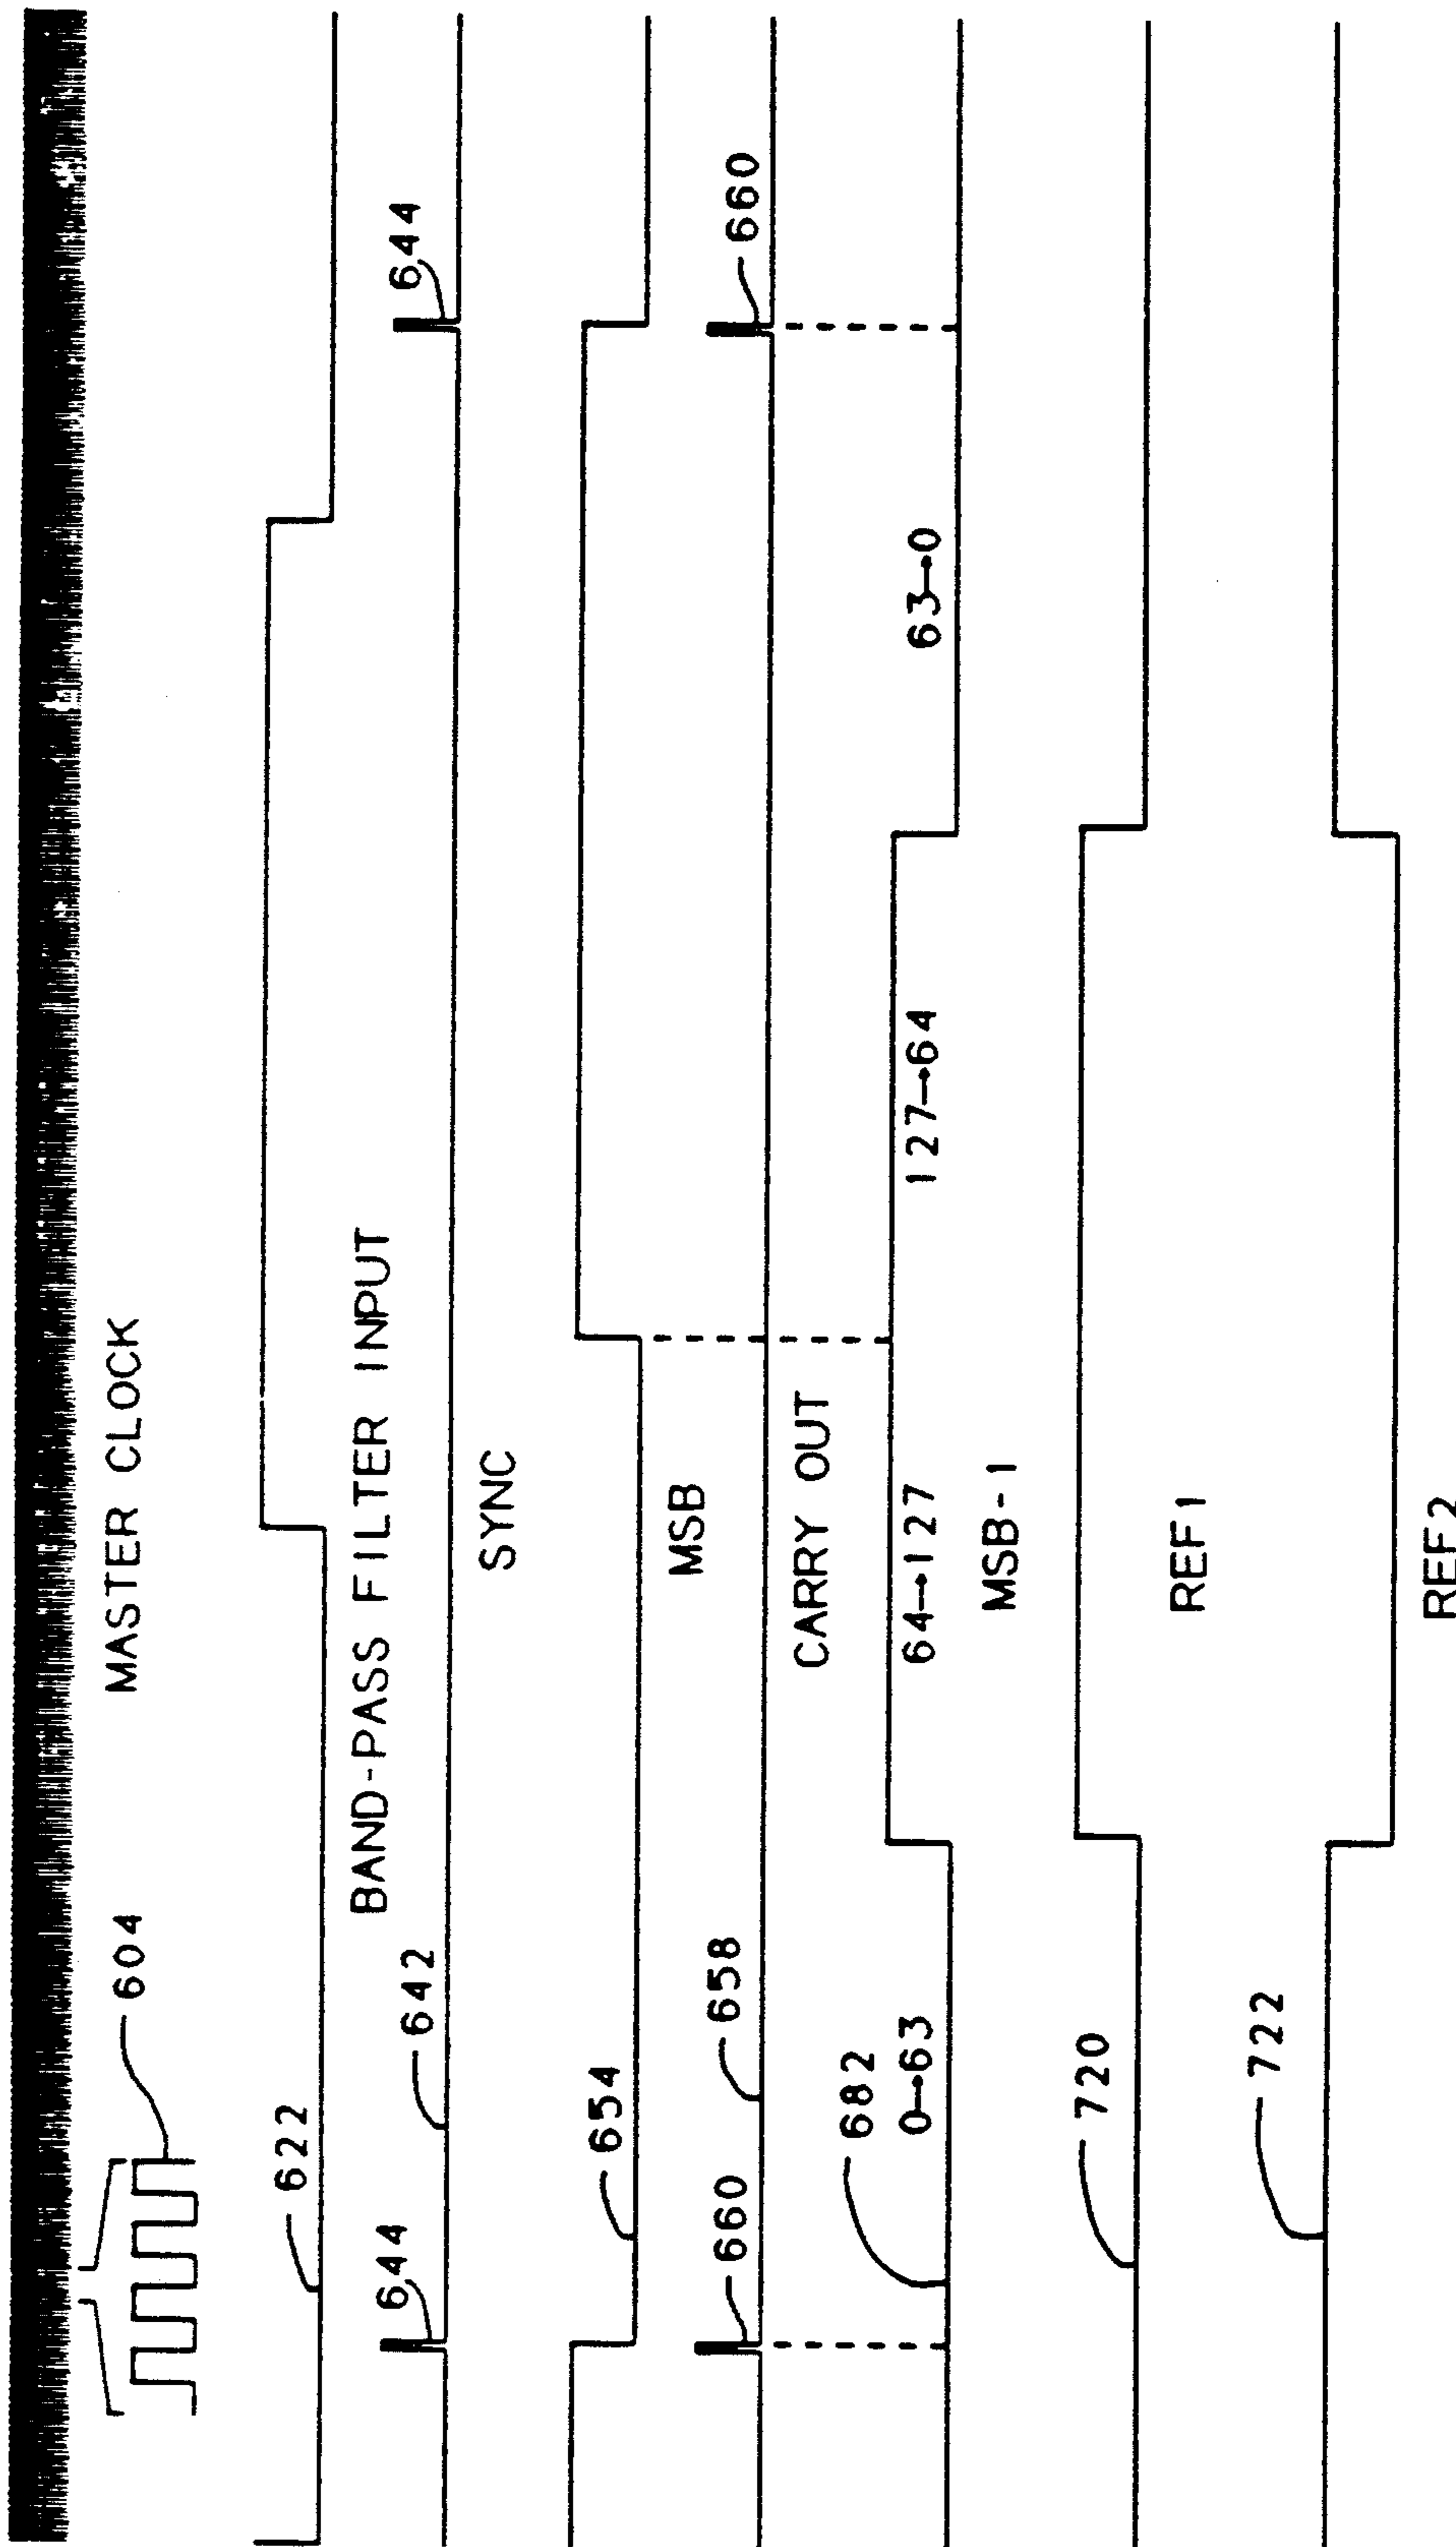 604
MASTER CLOCK
622
BAND-PASS FILTER INPUT
644
642
644
SYNC
654
MSB
660
658
660
CARRY OUT
682
0→63
64→127
127→64
63→0
MSB-1
720
REF1
722
REF2